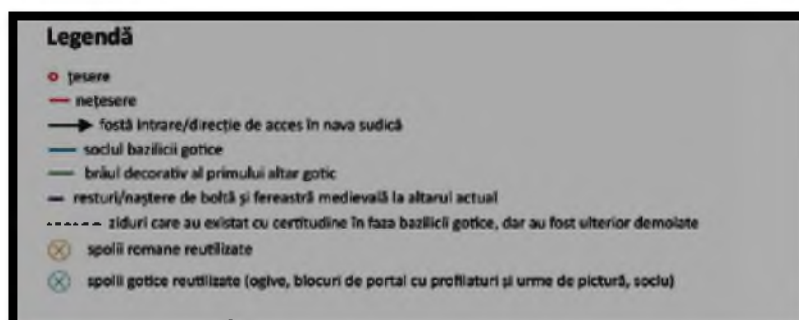 Legendă
țesere
nețesere
fostă intrare/direcție de acces în nava sudică
soclul bazilicii gotice
brâul decorativ al primului altar gotic
resturi/naștere de boltă și fereastră medievală la altarul actual
ziduri care au existat cu certitudine în faza bazilicii gotice, dar au fost ulterior demolate
spolii romane reutilizate
spolii gotice reutilizate (ogive, blocuri de portal cu profilaturi și urme de pictură, soclu)